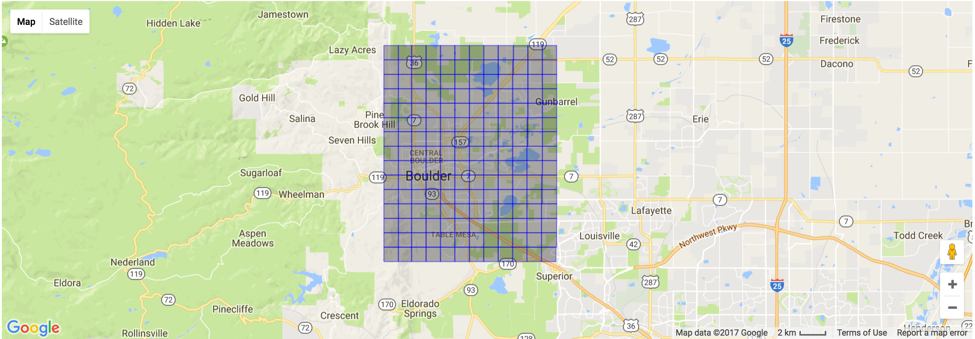 Map Satellite
Hidden Lake
Jamestown
287
Firestone
Lazy Acres
119
25
Frederick
36
52
52
52
Dacono
52
72
Gold Hill
Gunbarrel
Salina
Pine
Brook Hill
7
287
Erie
Seven Hills
157
CENTRAL
BOULDER
Sugarloaf
119
Boulder
7
7
119
Wheelman
93
7
Lafayette
7
Aspen
Meadows
TABLE MESA
Louisville
42
Northwest Pkwy
Todd Creek
Nederland
119
170
Superior
287
25
Eldora
72
93
Pinecliffe
170
Eldorado
Springs
Crescent
72
36
Rollinsville
Google
Map data ©2017 Google
2 km
Terms of Use
Report a map error